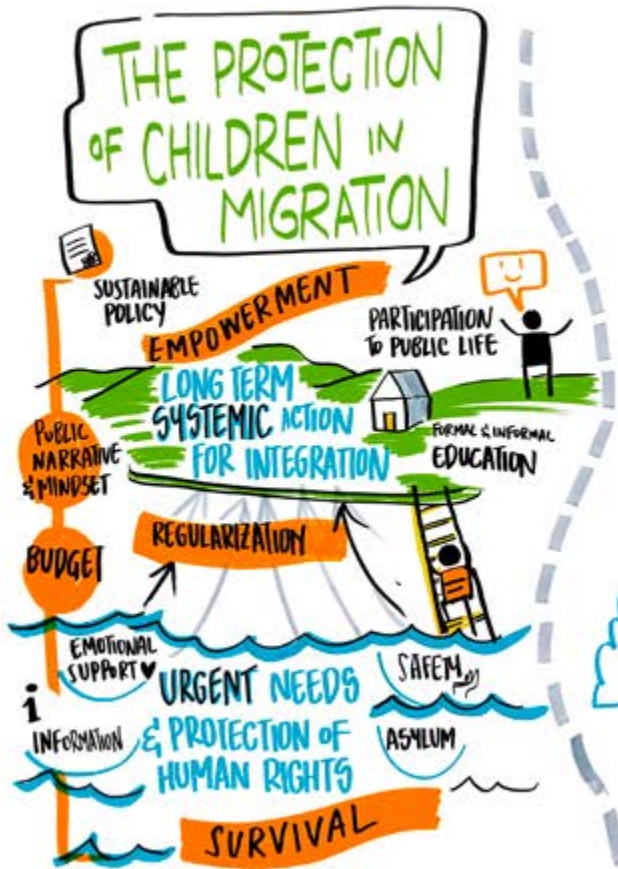 THE PROTECTION
OF CHILDREN IN
MIGRATION
SUSTAINABLE
POLICY
EMPOWERMENT
PARTICIPATION
TO PUBLIC LIFE
LONG TERM
SYSTEMIC ACTION
FOR INTEGRATION
FORMAL & INFORMAL
EDUCATION
PUBLIC
NARRATIVE
& MINDSET
REGULARIZATION
BUDGET
EMOTIONAL
SUPPORT
SAFETY
URGENT NEEDS
& PROTECTION OF
HUMAN RIGHTS
i
INFORMATION
ASYLUM
SURVIVAL